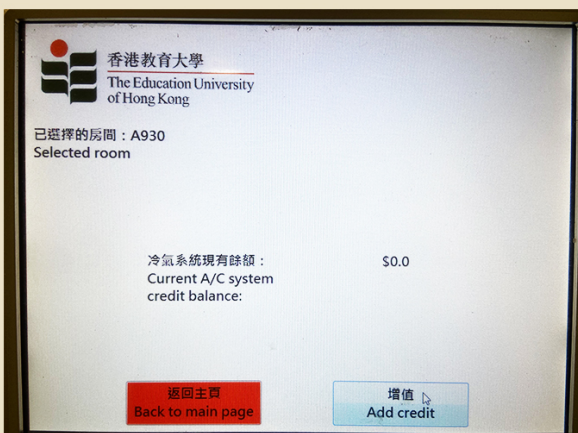 香港教育大學
The Education University
of Hong Kong
已選擇的房間：A930
Selected room
冷氣系統現有餘額： $0.0
Current A/C system
credit balance:
返回主頁
Back to main page
增值
Add credit